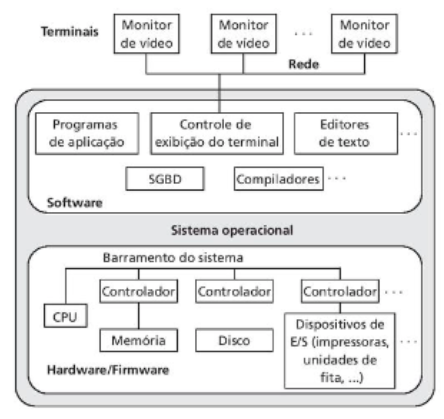 Terminais
Monitor
de vídeo
Monitor
de vídeo
...
Monitor
de vídeo
Rede
Programas
de aplicação
Controle de
exibição do terminal
Editores
de texto
...
SGBD
Compiladores
...
Software
Sistema operacional
Barramento do sistema
CPU
Controlador
Controlador
Controlador
...
Memória
Disco
Dispositivos de
E/S (impressoras,
unidades de
fita, ...)
...
Hardware/Firmware